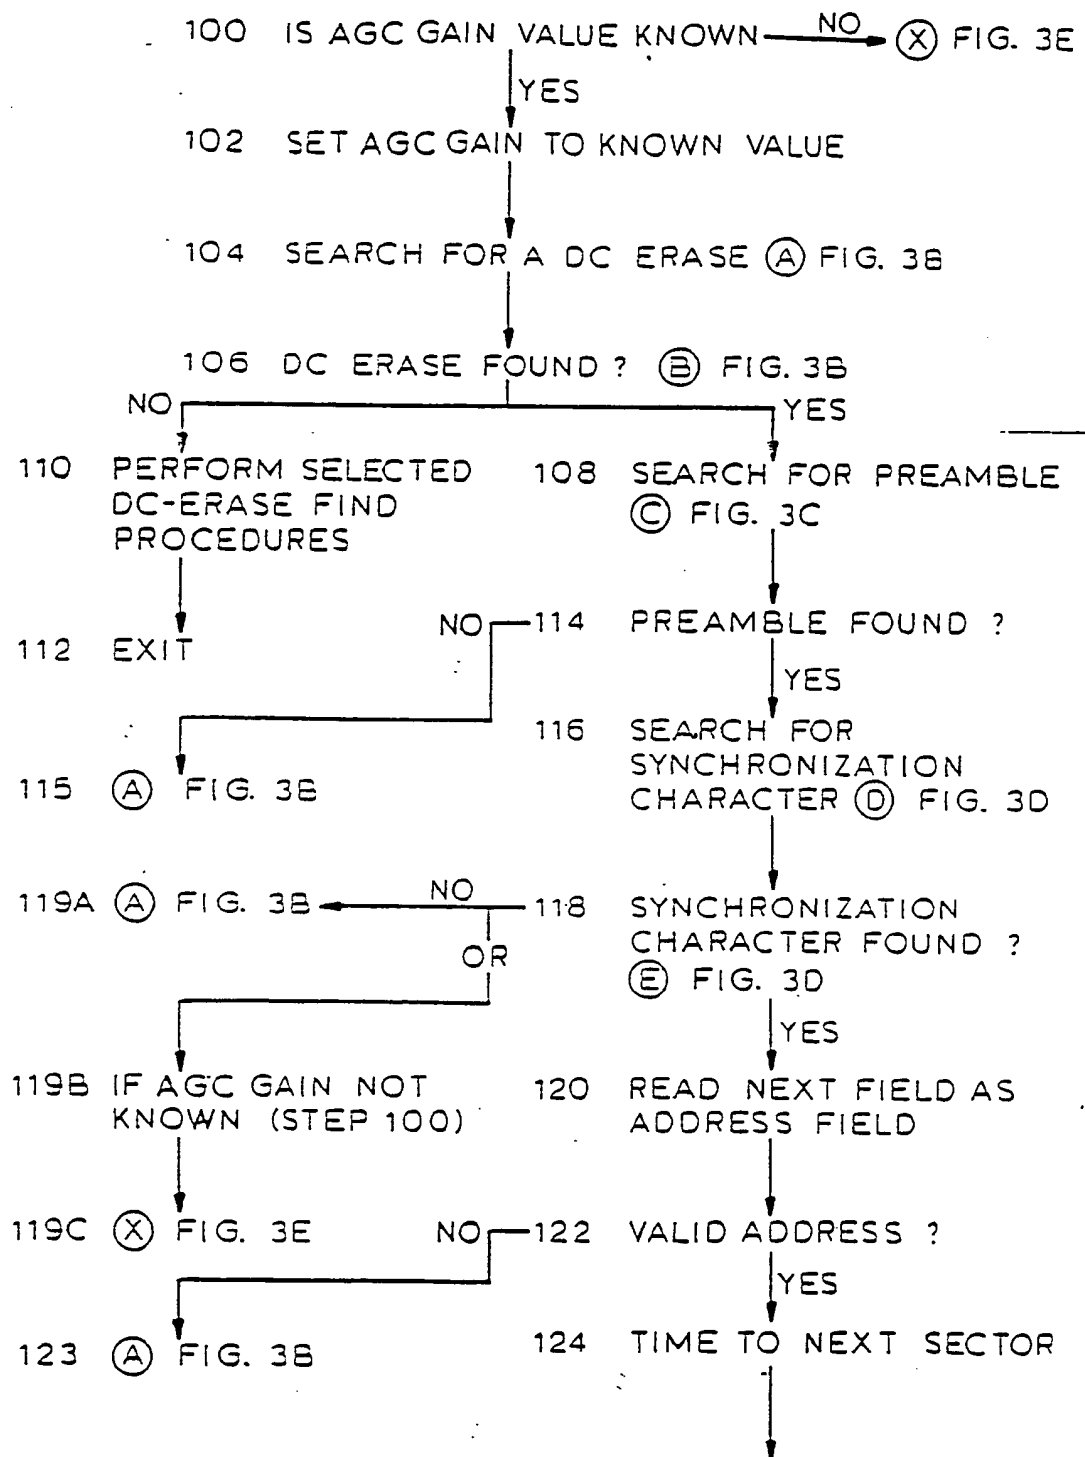 100 IS AGC GAIN VALUE KNOWN NO X FIG. 3E
YES
102 SET AGC GAIN TO KNOWN VALUE
104 SEARCH FOR A DC ERASE A FIG. 3B
106 DC ERASE FOUND ? B FIG. 3B
NO YES
110 PERFORM SELECTED
DC-ERASE FIND
PROCEDURES
108 SEARCH FOR PREAMBLE
C FIG. 3C
112 EXIT
NO 114 PREAMBLE FOUND ?
YES
115 A FIG. 3B
116 SEARCH FOR
SYNCHRONIZATION
CHARACTER D FIG. 3D
119A A FIG. 3B NO 118 SYNCHRONIZATION
CHARACTER FOUND ?
E FIG. 3D
OR
YES
119B IF AGC GAIN NOT
KNOWN (STEP 100)
120 READ NEXT FIELD AS
ADDRESS FIELD
119C X FIG. 3E
NO 122 VALID ADDRESS ?
YES
123 A FIG. 3B
124 TIME TO NEXT SECTOR